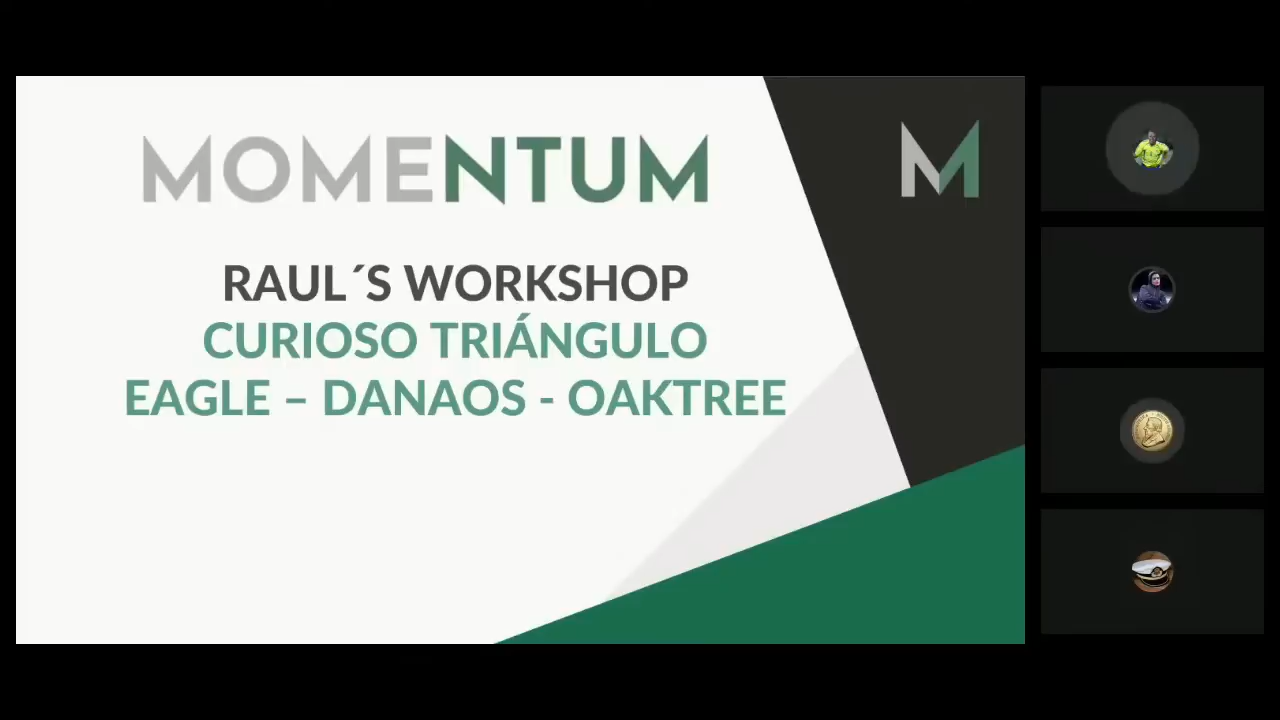 MOMENTUM
M
RAUL´S WORKSHOP
CURIOSO TRIÁNGULO
EAGLE – DANAOS - OAKTREE